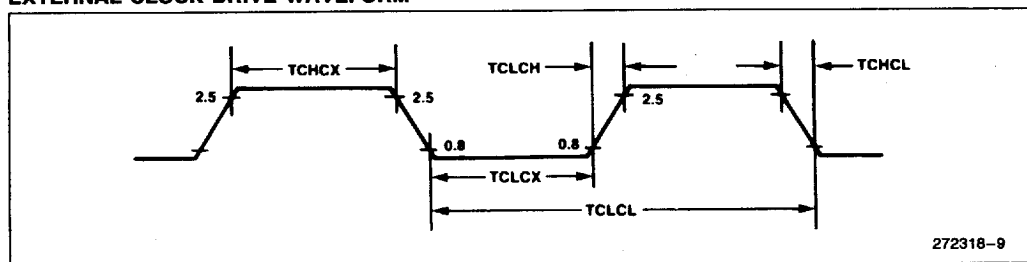 EXTERNAL CLOCK DRIVE WAVEFORM
TCHCX
TCLCH
TCHCL
2.5
2.5
2.5
0.8
0.8
TCLCX
TCLCL
272318-9